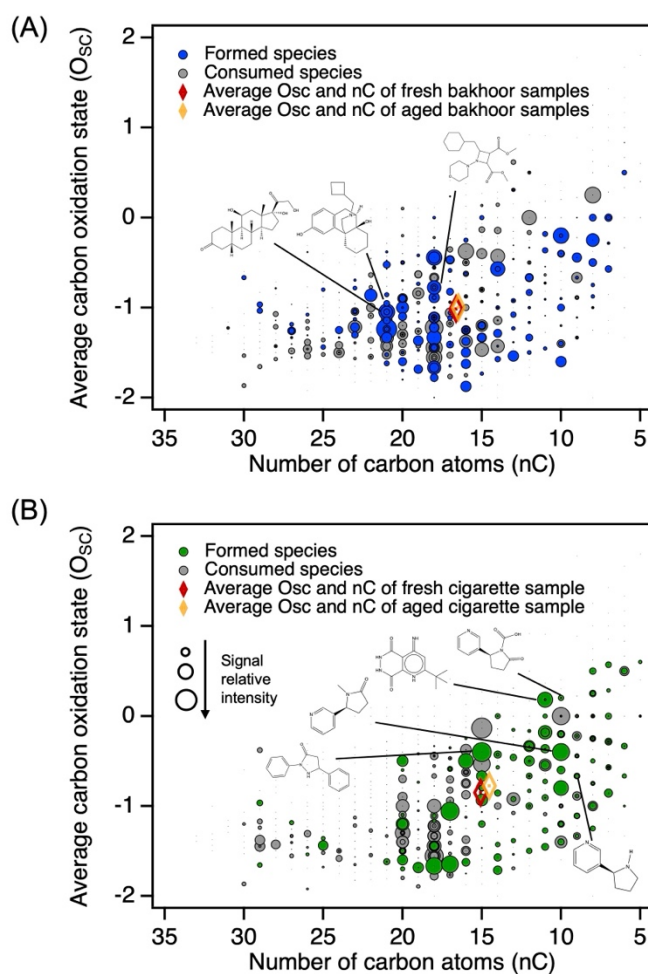 (A)
2
1
0
-1
-2
Average carbon oxidation state (OSC)
Formed species
Consumed species
Average Osc and nC of fresh bakhoor samples
Average Osc and nC of aged bakhoor samples
35 30 25 20 15 10 5
Number of carbon atoms (nC)
(B)
2
1
0
-1
-2
Average carbon oxidation state (OSC)
Formed species
Consumed species
Average Osc and nC of fresh cigarette sample
Average Osc and nC of aged cigarette sample
Signal
relative
intensity
35 30 25 20 15 10 5
Number of carbon atoms (nC)